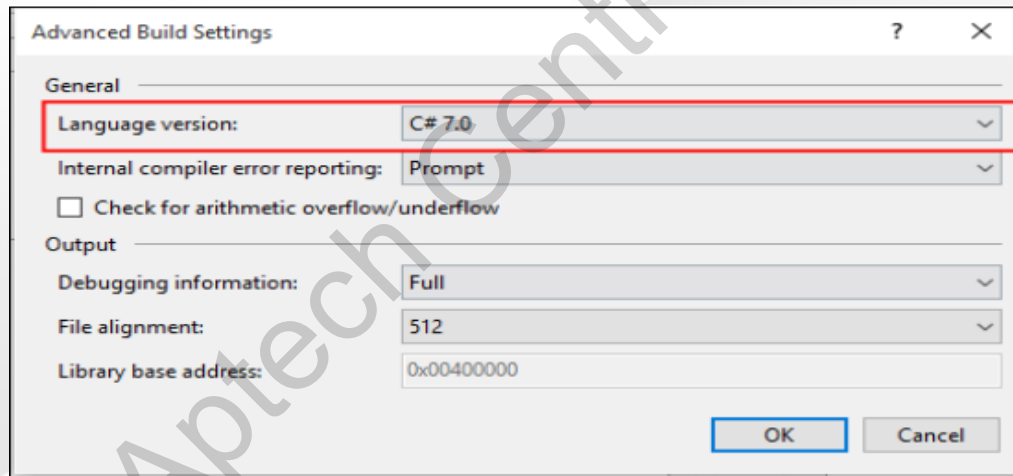 Advanced Build Settings ?
General
Language version: C# 7.0
Internal compiler error reporting: Prompt
Check for arithmetic overflow/underflow
Output
Debugging information: Full
File alignment: 512
Library base address: 0x00400000
OK Cancel
Aptech